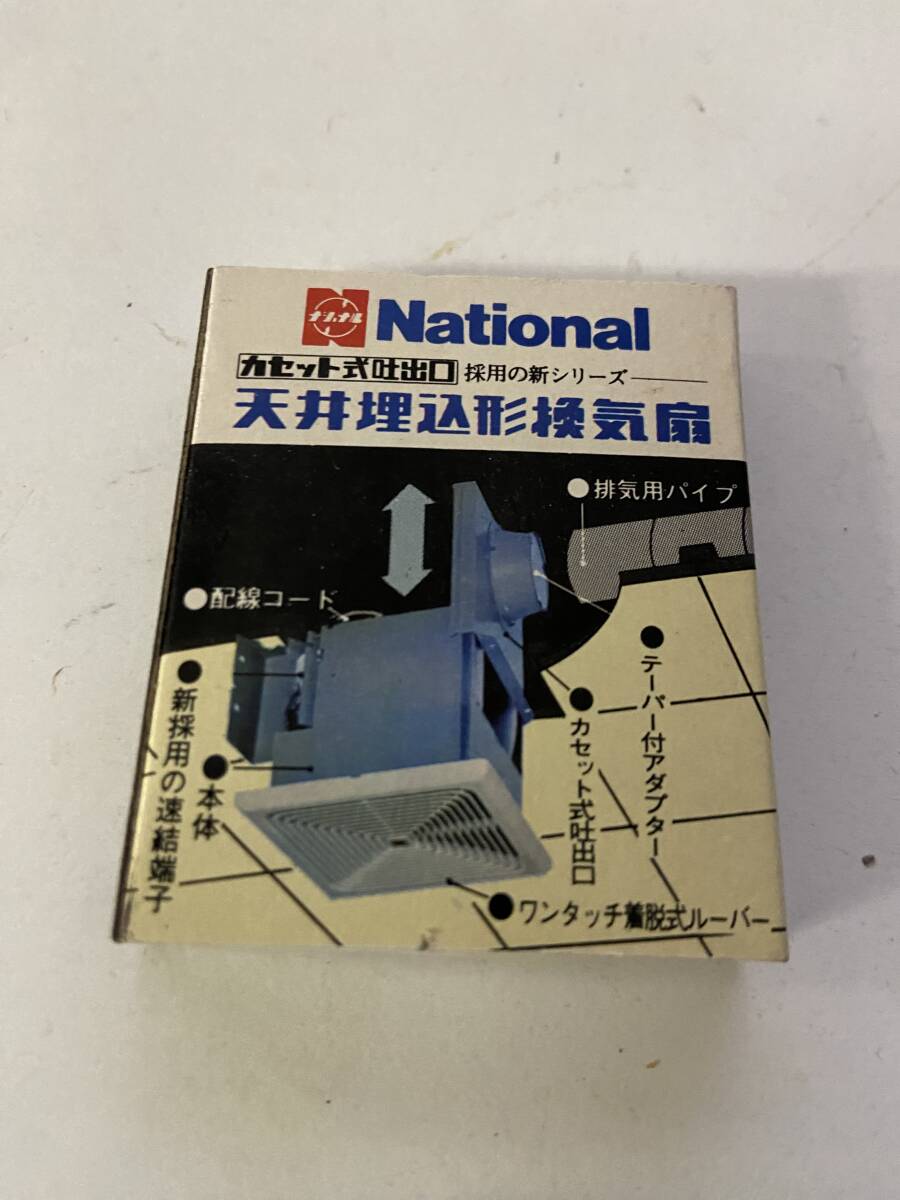 ナショナル
National
カセット式吐出口 採用の新シリーズ
天井埋込形換気扇
●排気用パイプ
●配線コード
●テーパー付アダプター
●カセット式吐出口
●新採用の速結端子
●本体
●ワンタッチ着脱式ルーバー